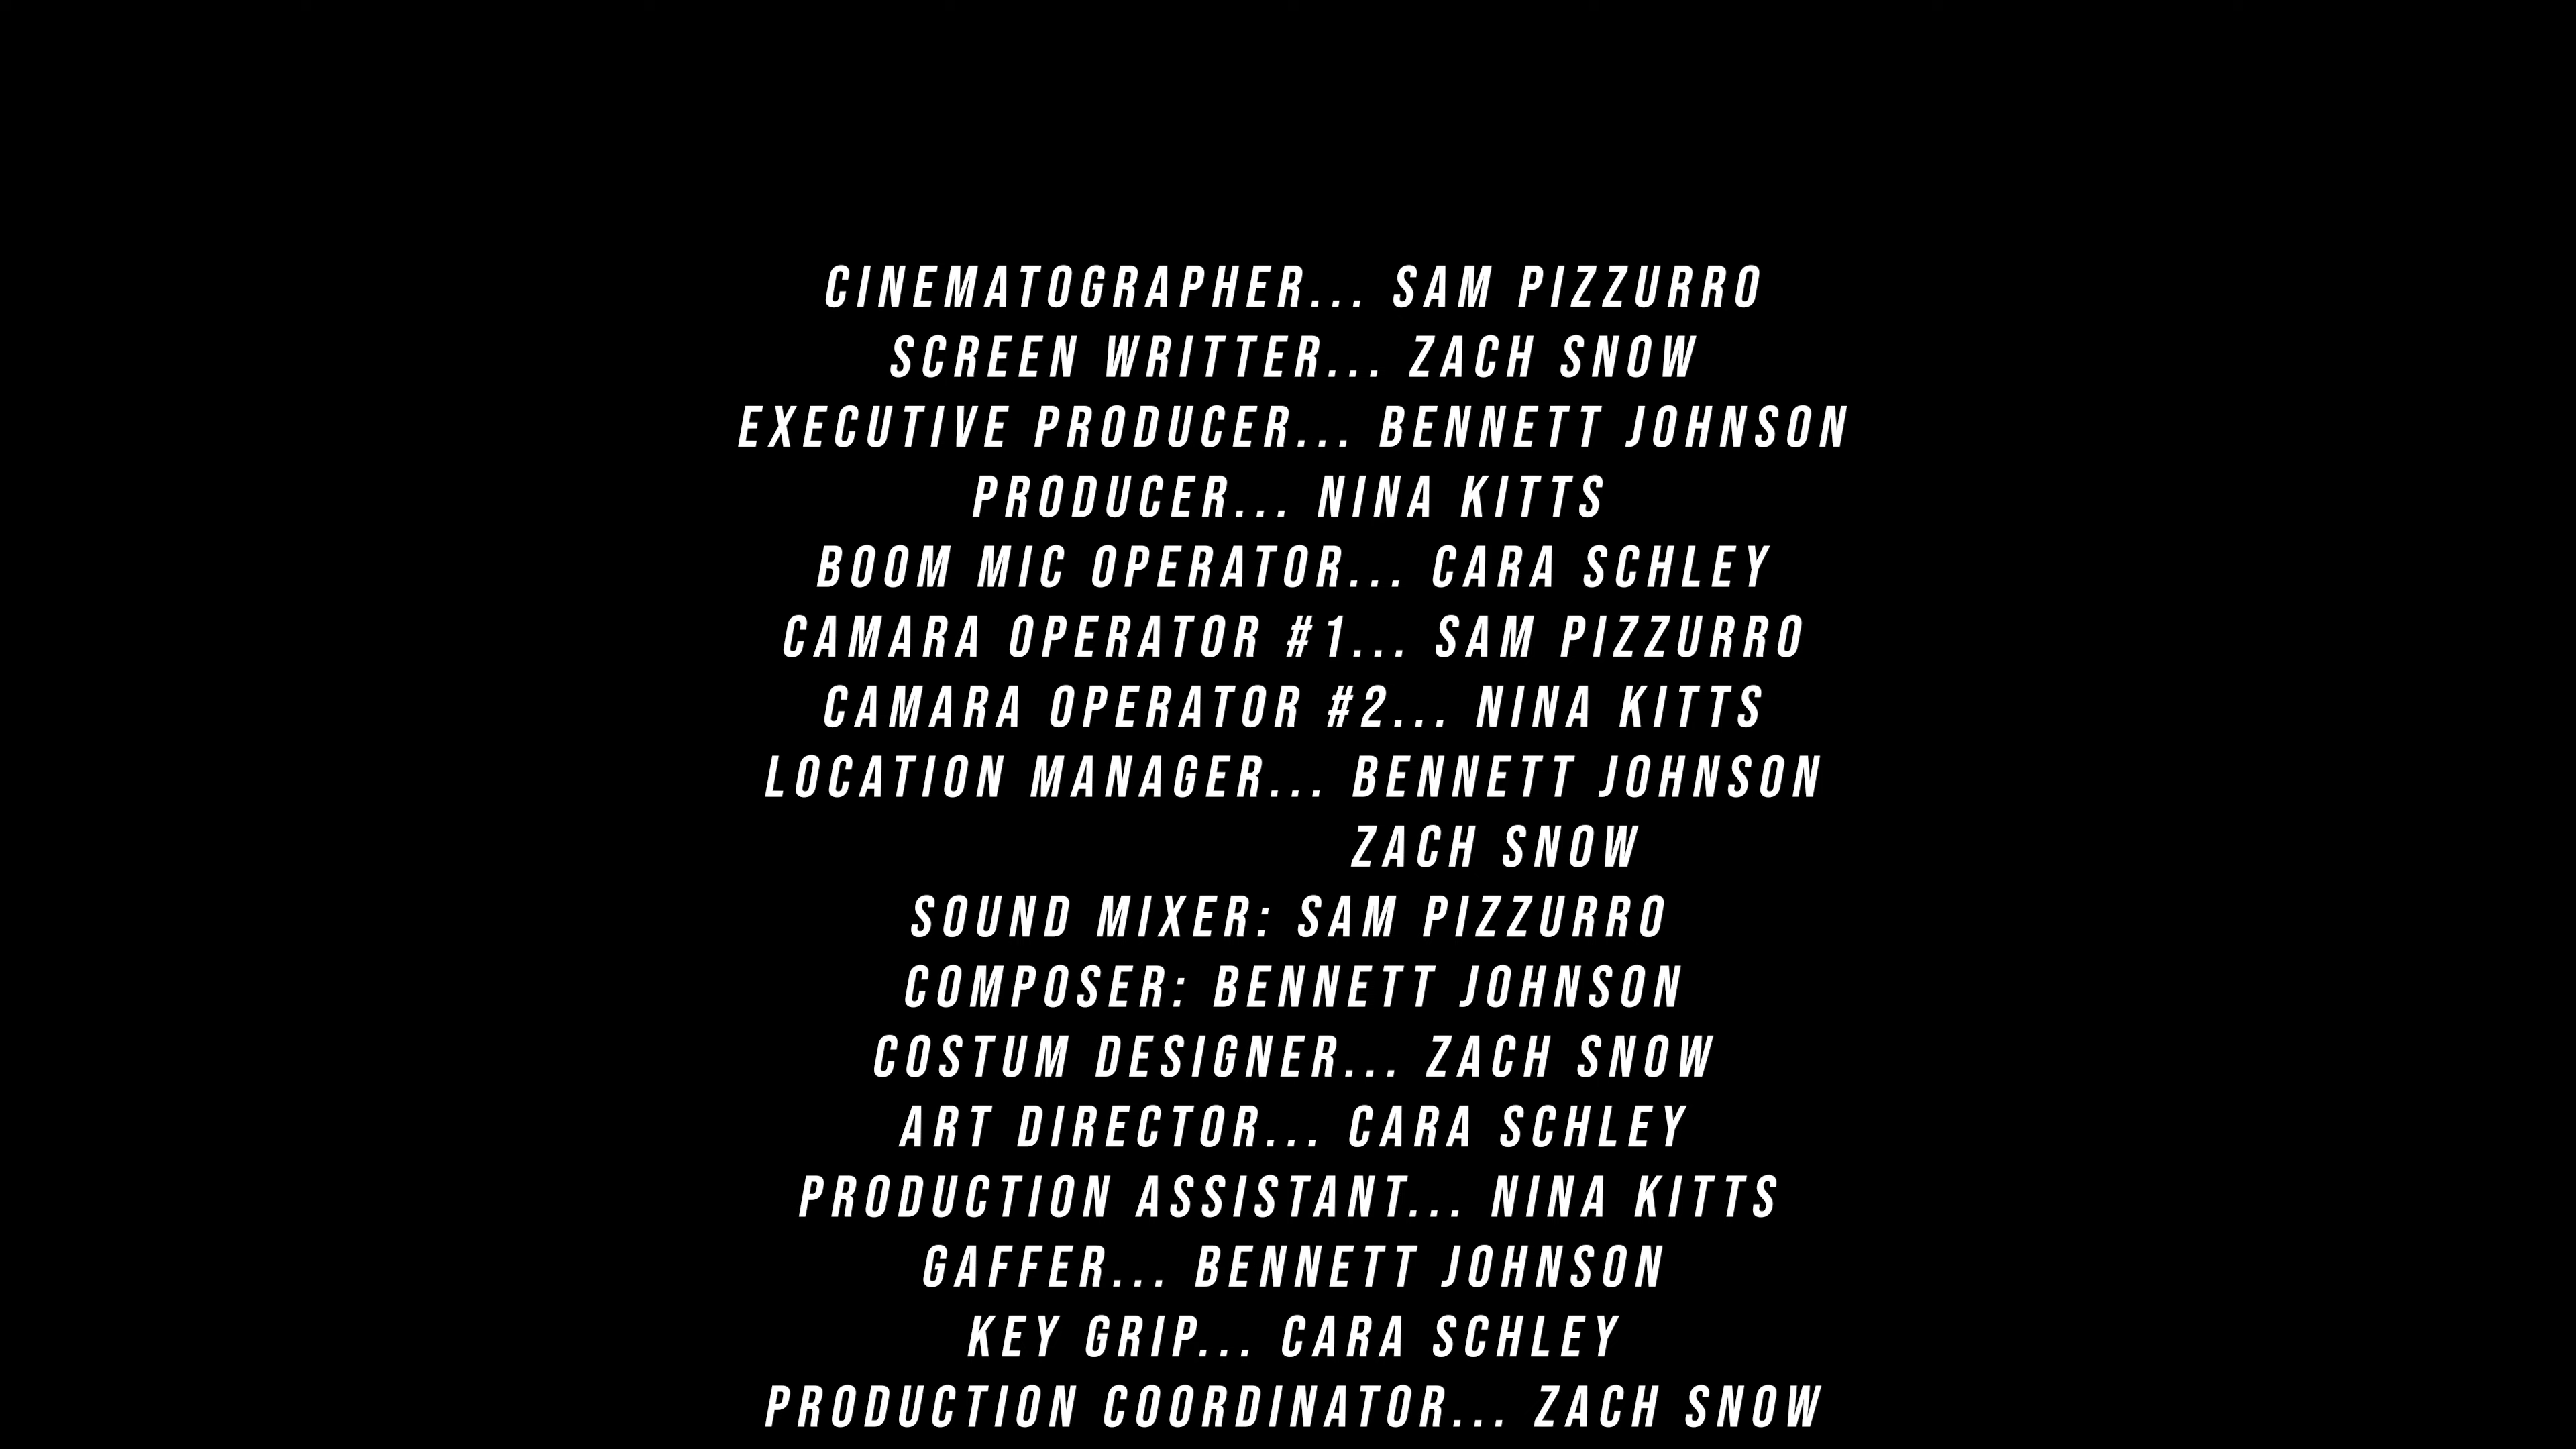 CINEMATOGRAPHER... SAM PIZZURRO
SCREEN WRITTER... ZACH SNOW
EXECUTIVE PRODUCER... BENNETT JOHNSON
PRODUCER... NINA KITTS
BOOM MIC OPERATOR... CARA SCHLEY
CAMARA OPERATOR #1... SAM PIZZURRO
CAMARA OPERATOR #2... NINA KITTS
LOCATION MANAGER... BENNETT JOHNSON
ZACH SNOW
SOUND MIXER: SAM PIZZURRO
COMPOSER: BENNETT JOHNSON
COSTUM DESIGNER... ZACH SNOW
ART DIRECTOR... CARA SCHLEY
PRODUCTION ASSISTANT... NINA KITTS
GAFFER... BENNETT JOHNSON
KEY GRIP... CARA SCHLEY
PRODUCTION COORDINATOR... ZACH SNOW